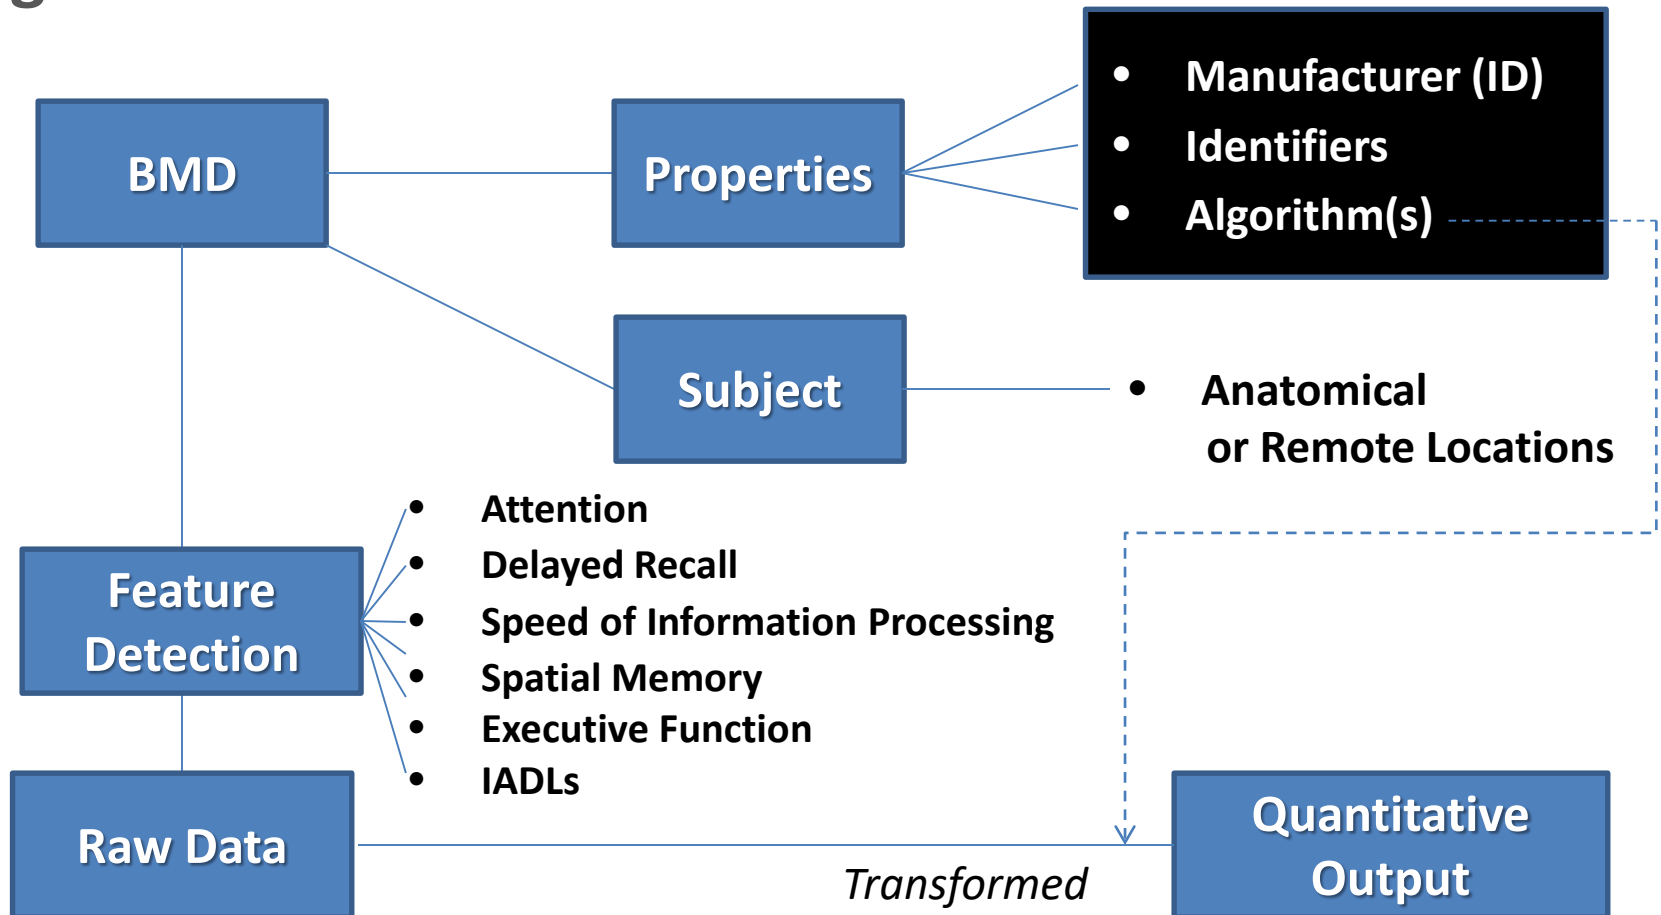 g
• Manufacturer (ID)
• Identifiers
• Algorithm(s)
BMD
Properties
Subject
• Anatomical
or Remote Locations
Feature
Detection
• Attention
• Delayed Recall
• Speed of Information Processing
• Spatial Memory
• Executive Function
• IADLs
Raw Data
Transformed
Quantitative
Output